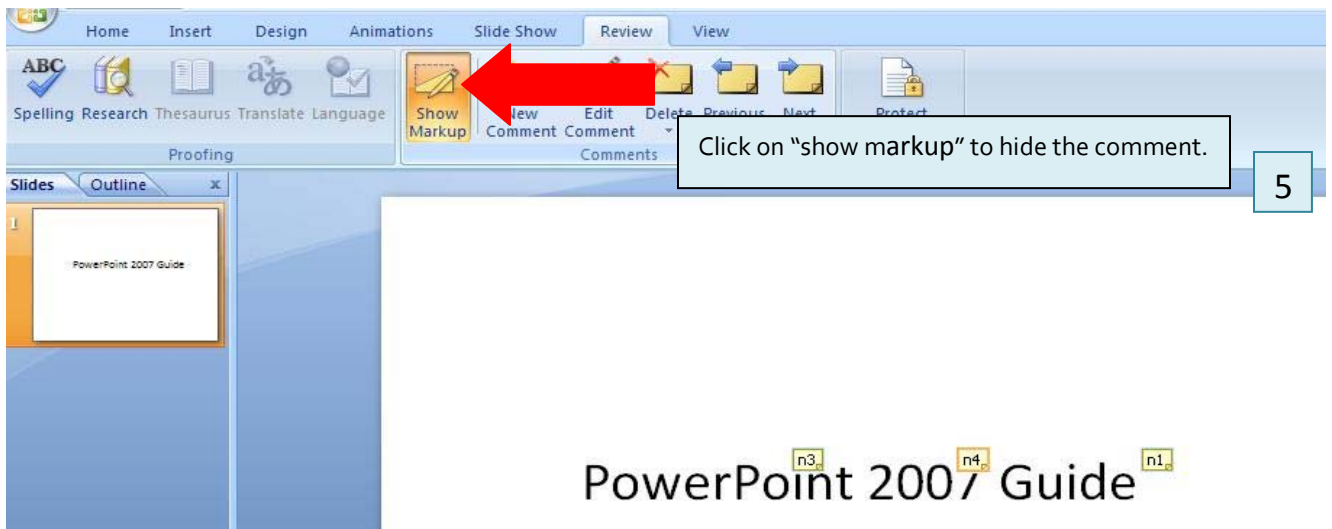 Home Insert Design Animations Slide Show Review View
ABC
Spelling Research Thesaurus Translate Language Show Markup New Comment Edit Comment Delete Previous Next Protect
Proofing Comments
Click on "show markup" to hide the comment.
5
Slides Outline x
1
PowerPoint 2007 Guide
n3 n4 n1
PowerPoint 2007 Guide